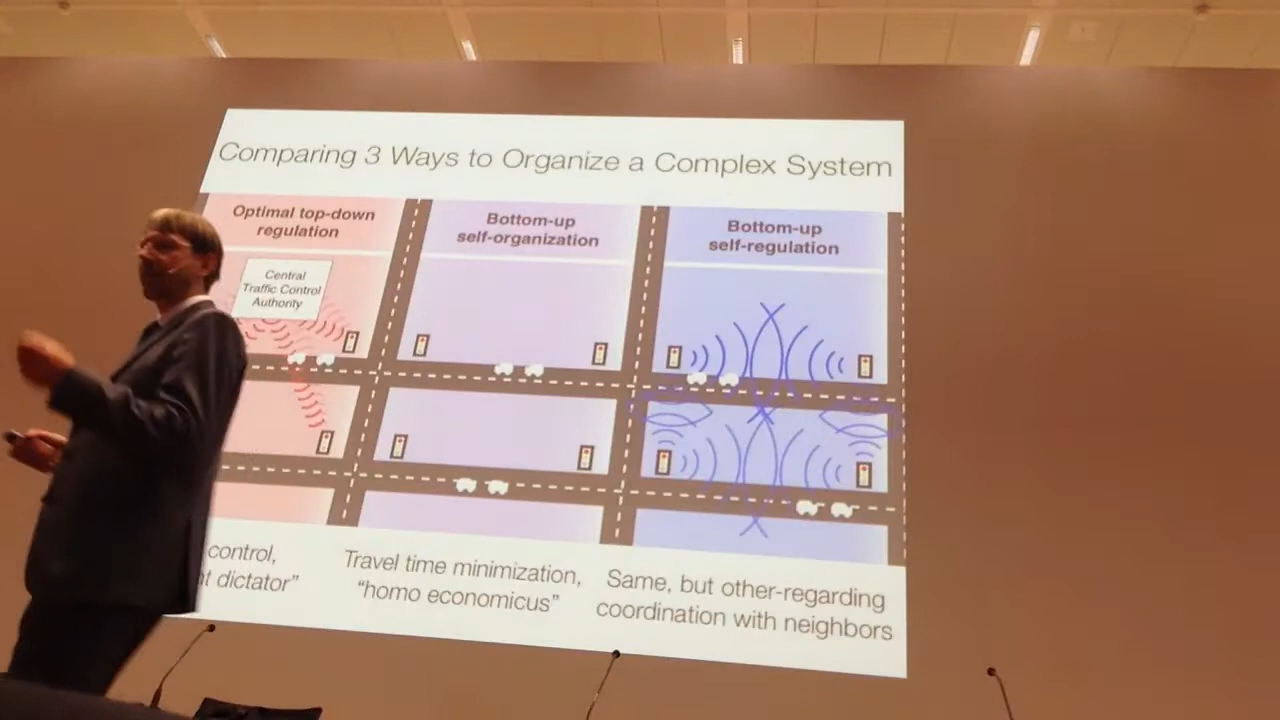 Comparing 3 Ways to Organize a Complex System
Optimal top-down
regulation
Central
Traffic Control
Authority
Bottom-up
self-organization
Bottom-up
self-regulation
control,
dictator”
Travel time minimization,
“homo economicus”
Same, but other-regarding
coordination with neighbors